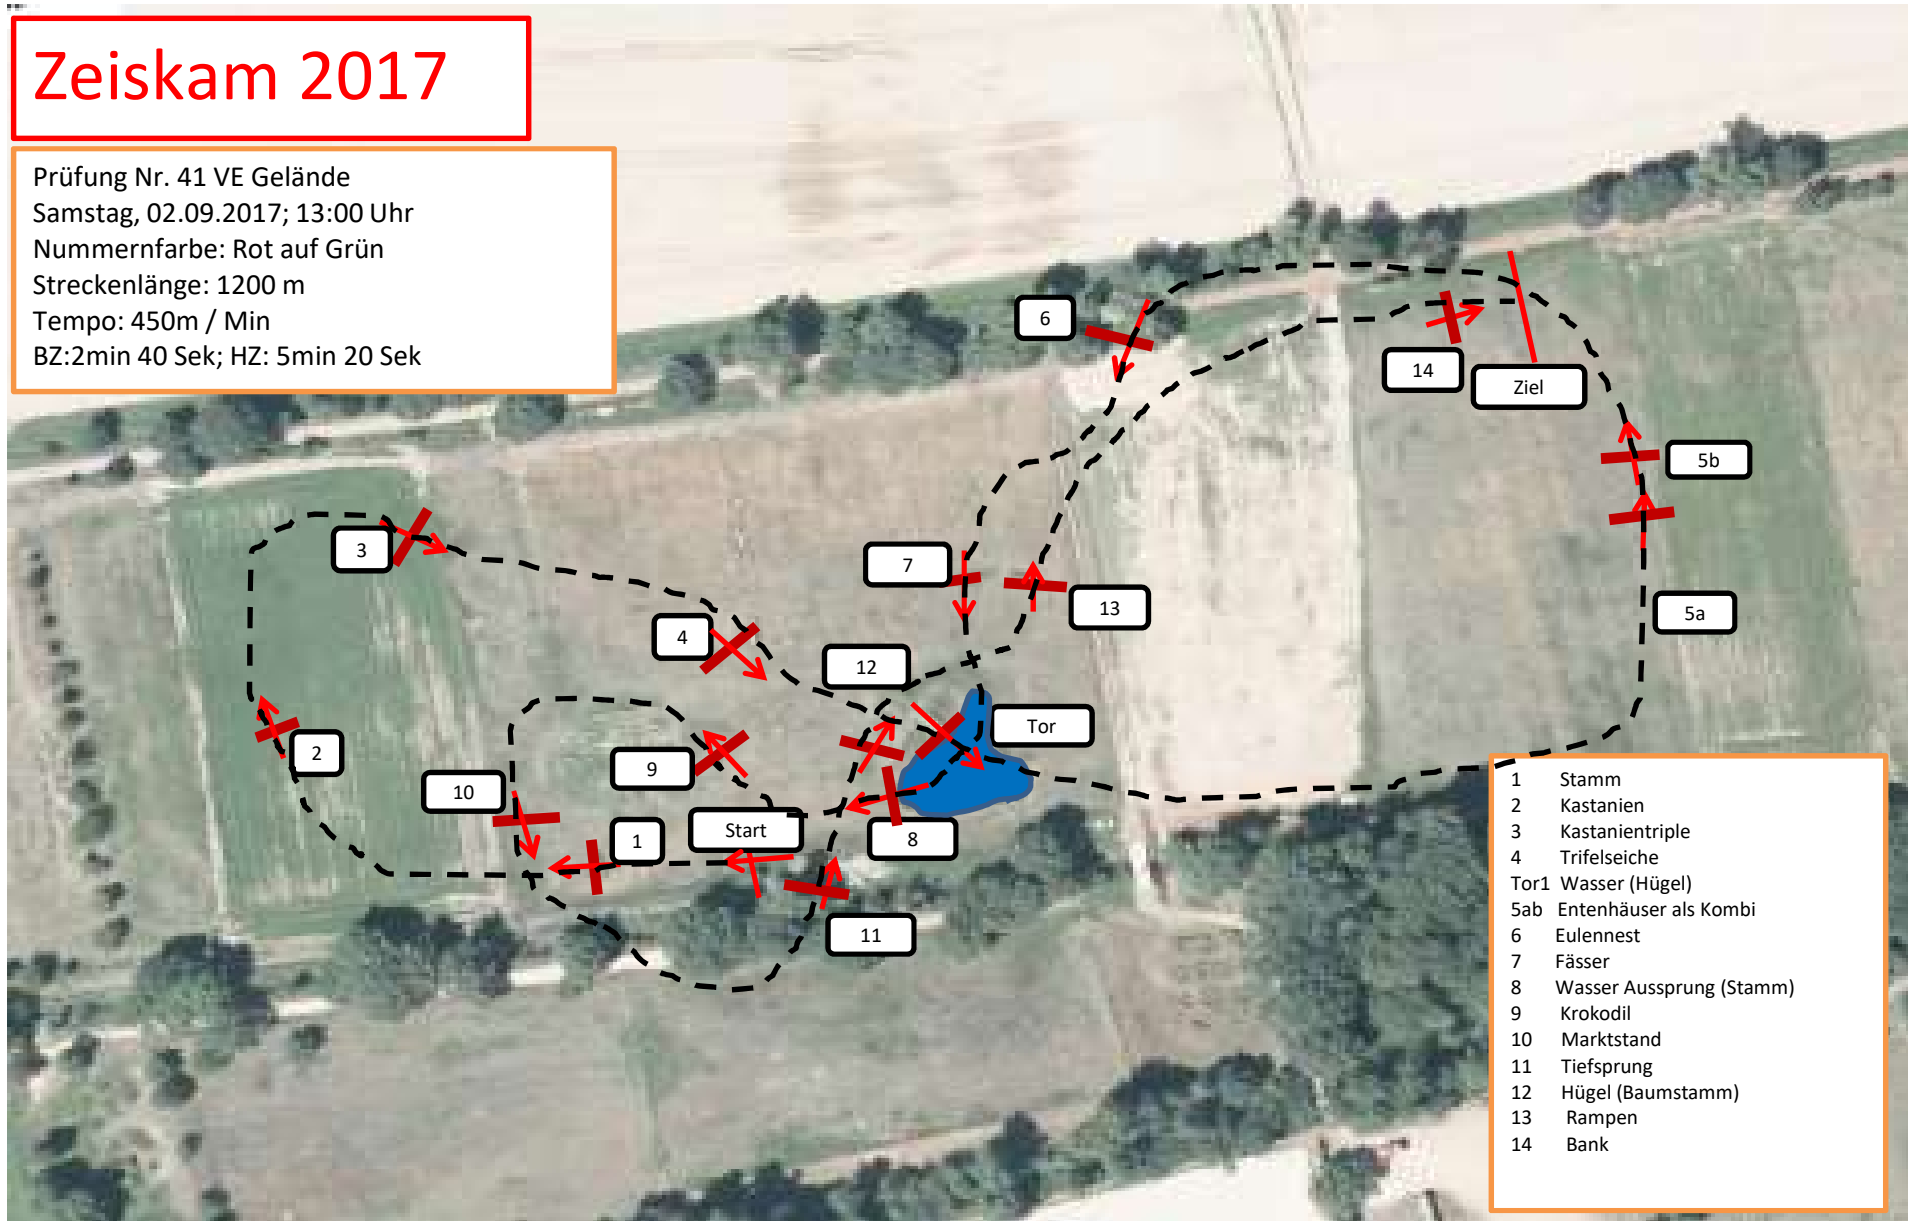 Zeiskam 2017
Prüfung Nr. 41 VE Gelände
Samstag, 02.09.2017; 13:00 Uhr
Nummernfarbe: Rot auf Grün
Streckenlänge: 1200 m
Tempo: 450m / Min
BZ:2min 40 Sek; HZ: 5min 20 Sek
6
14
Ziel
5b
3
7
13
5a
4
12
2
9
Tor
10
1
Start
8
11
1 Stamm
2 Kastanien
3 Kastanientriple
4 Trifelseiche
Tor1 Wasser (Hügel)
5ab Entenhäuser als Kombi
6 Eulennest
7 Fässer
8 Wasser Aussprung (Stamm)
9 Krokodil
10 Marktstand
11 Tiefsprung
12 Hügel (Baumstamm)
13 Rampen
14 Bank